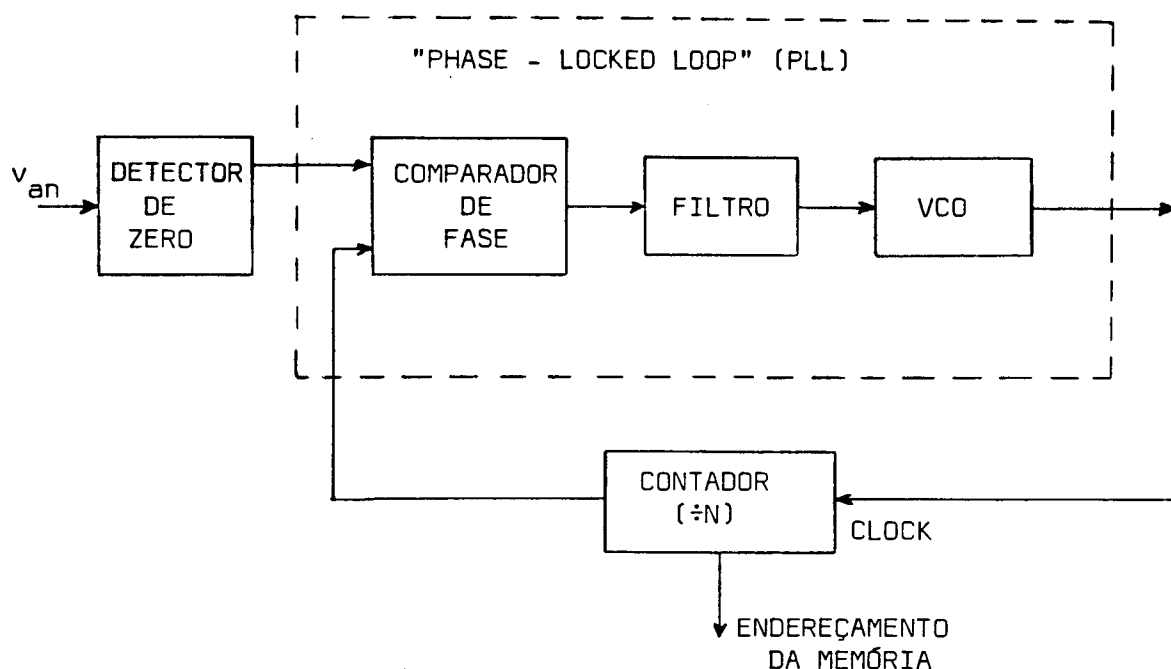 "PHASE - LOCKED LOOP" (PLL)
v an
DETECTOR
DE
ZERO
COMPARADOR
DE
FASE
FILTRO
VCO
CONTADOR
(÷N)
CLOCK
ENDEREÇAMENTO
DA MEMÓRIA